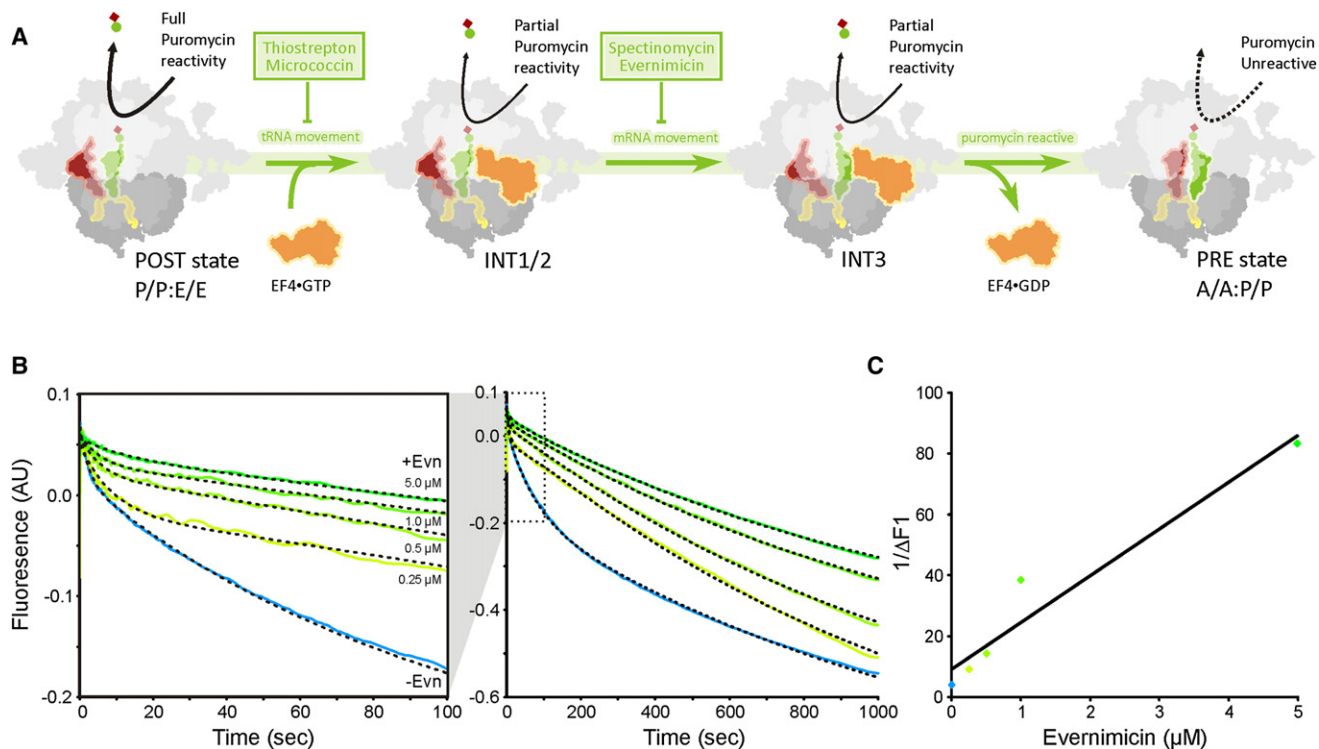 A
Full
Puromycin
reactivity
Thiostrepton
Micrococcin
Partial
Puromycin
reactivity
Spectinomycin
Evernimicin
Partial
Puromycin
reactivity
Puromycin
Unreactive
tRNA movement
mRNA movement
puromycin reactive
POST state
P/P:E/E
EF4•GTP
INT1/2
INT3
EF4•GDP
PRE state
A/A:P/P
B
Fluorescence (AU)
0.1
0.0
-0.1
-0.2
+Evn
5.0 µM
1.0 µM
0.5 µM
0.25 µM
-Evn
0 20 40 60 80 100
Time (sec)
0.1
0.0
-0.2
-0.4
-0.6
0 200 400 600 800 1000
Time (sec)
C
1/ΔF1
100
80
60
40
20
0
0 1 2 3 4 5
Evernimicin (µM)